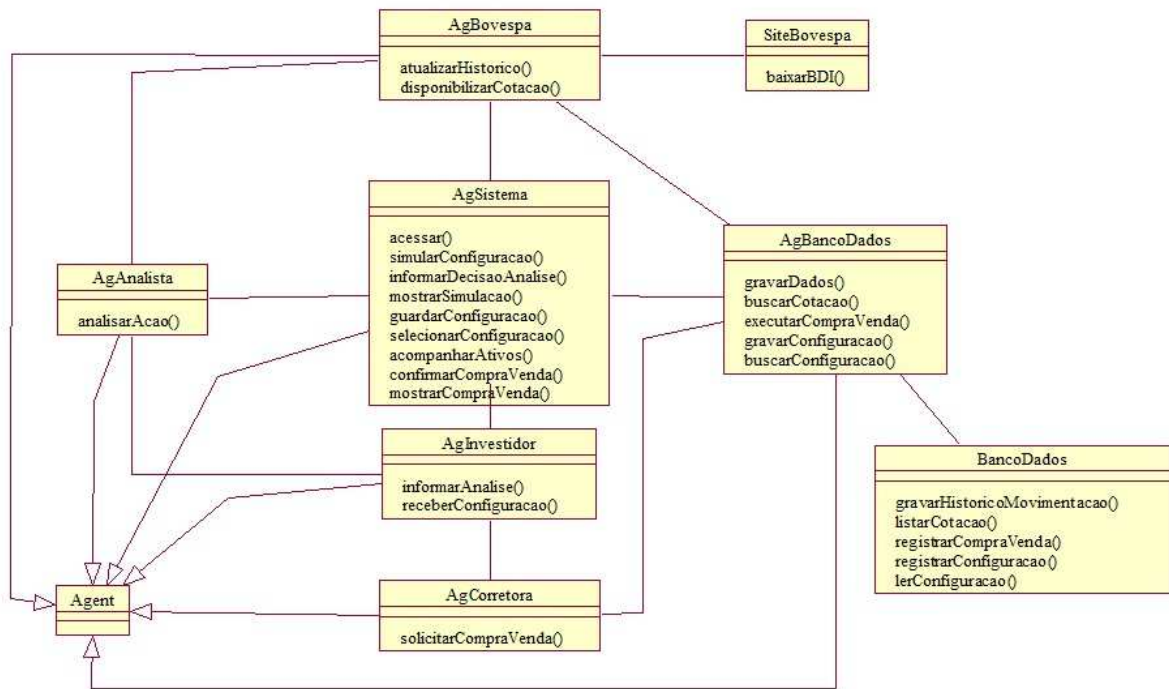 AgBovespa
atualizarHistorico()
disponibilizarCotacao()
SiteBovespa
baixarBDI()
AgSistema
acessar()
simularConfiguracao()
informarDecisaoAnalise()
mostrarSimulacao()
guardarConfiguracao()
selecionarConfiguracao()
acompanharAtivos()
confirmarCompraVenda()
mostrarCompraVenda()
AgBancoDados
gravarDados()
buscarCotacao()
executarCompraVenda()
gravarConfiguracao()
buscarConfiguracao()
AgAnalista
analisarAcao()
AgInvestidor
informarAnalise()
receberConfiguracao()
BancoDados
gravarHistoricoMovimentacao()
listarCotacao()
registrarCompraVenda()
registrarConfiguracao()
lerConfiguracao()
Agent
AgCorretora
solicitarCompraVenda()